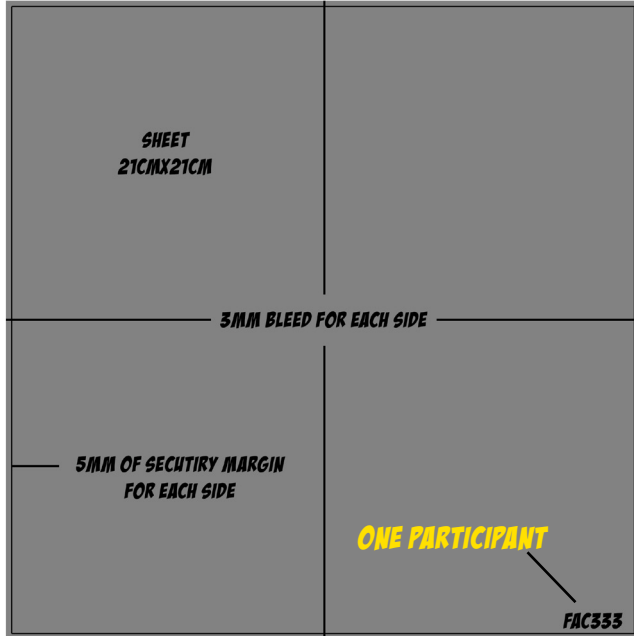 SHEET
21CMX21CM
3MM BLEED FOR EACH SIDE
5MM OF SECUTIRY MARGIN
FOR EACH SIDE
ONE PARTICIPANT
FAC333